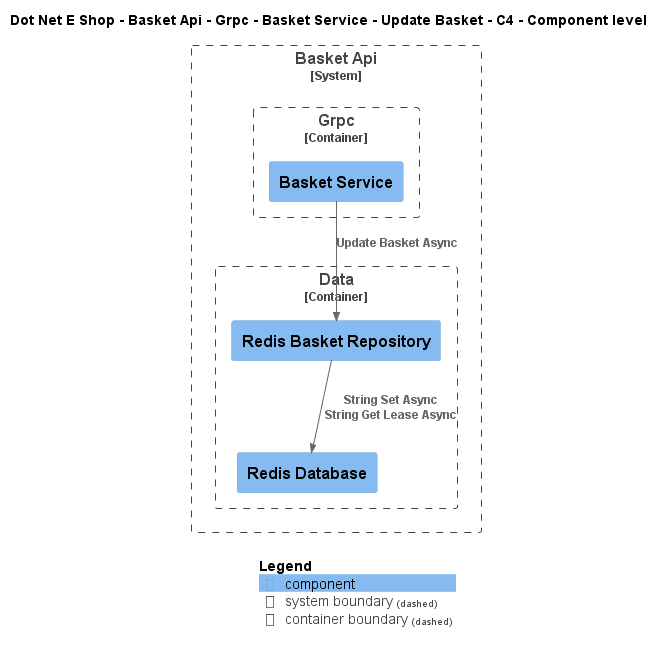 Dot Net E Shop - Basket Api - Grpc - Basket Service - Update Basket - C4 - Component level
Basket Api
[System]
Grpc
[Container]
Basket Service
Update Basket Async
Data
[Container]
Redis Basket Repository
String Set Async
String Get Lease Async
Redis Database
Legend
component
system boundary (dashed)
container boundary (dashed)